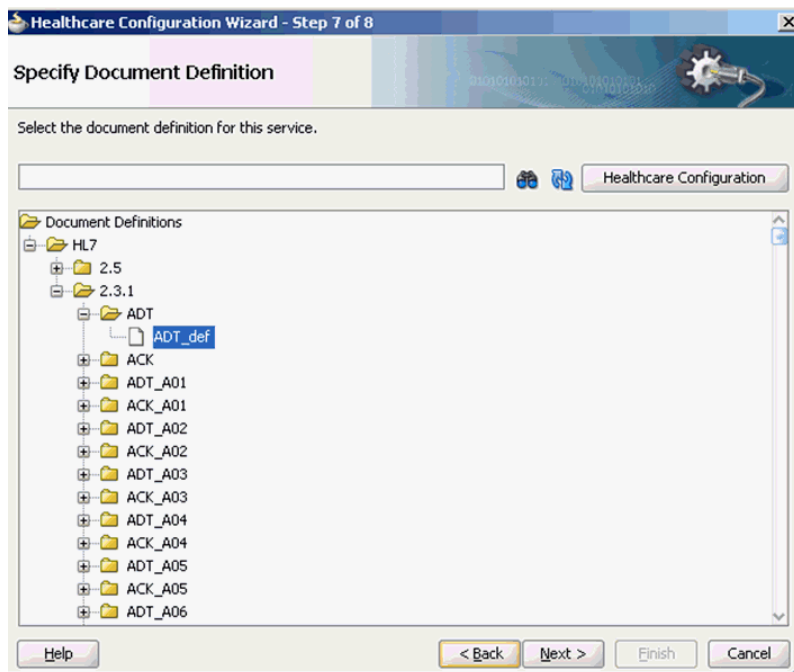 Healthcare Configuration Wizard - Step 7 of 8
Specify Document Definition
Select the document definition for this service.
Healthcare Configuration
Document Definitions
HL7
2.5
2.3.1
ADT
ADT_def
ACK
ADT_A01
ACK_A01
ADT_A02
ACK_A02
ADT_A03
ACK_A03
ADT_A04
ACK_A04
ADT_A05
ACK_A05
ADT_A06
Help
< Back
Next >
Finish
Cancel